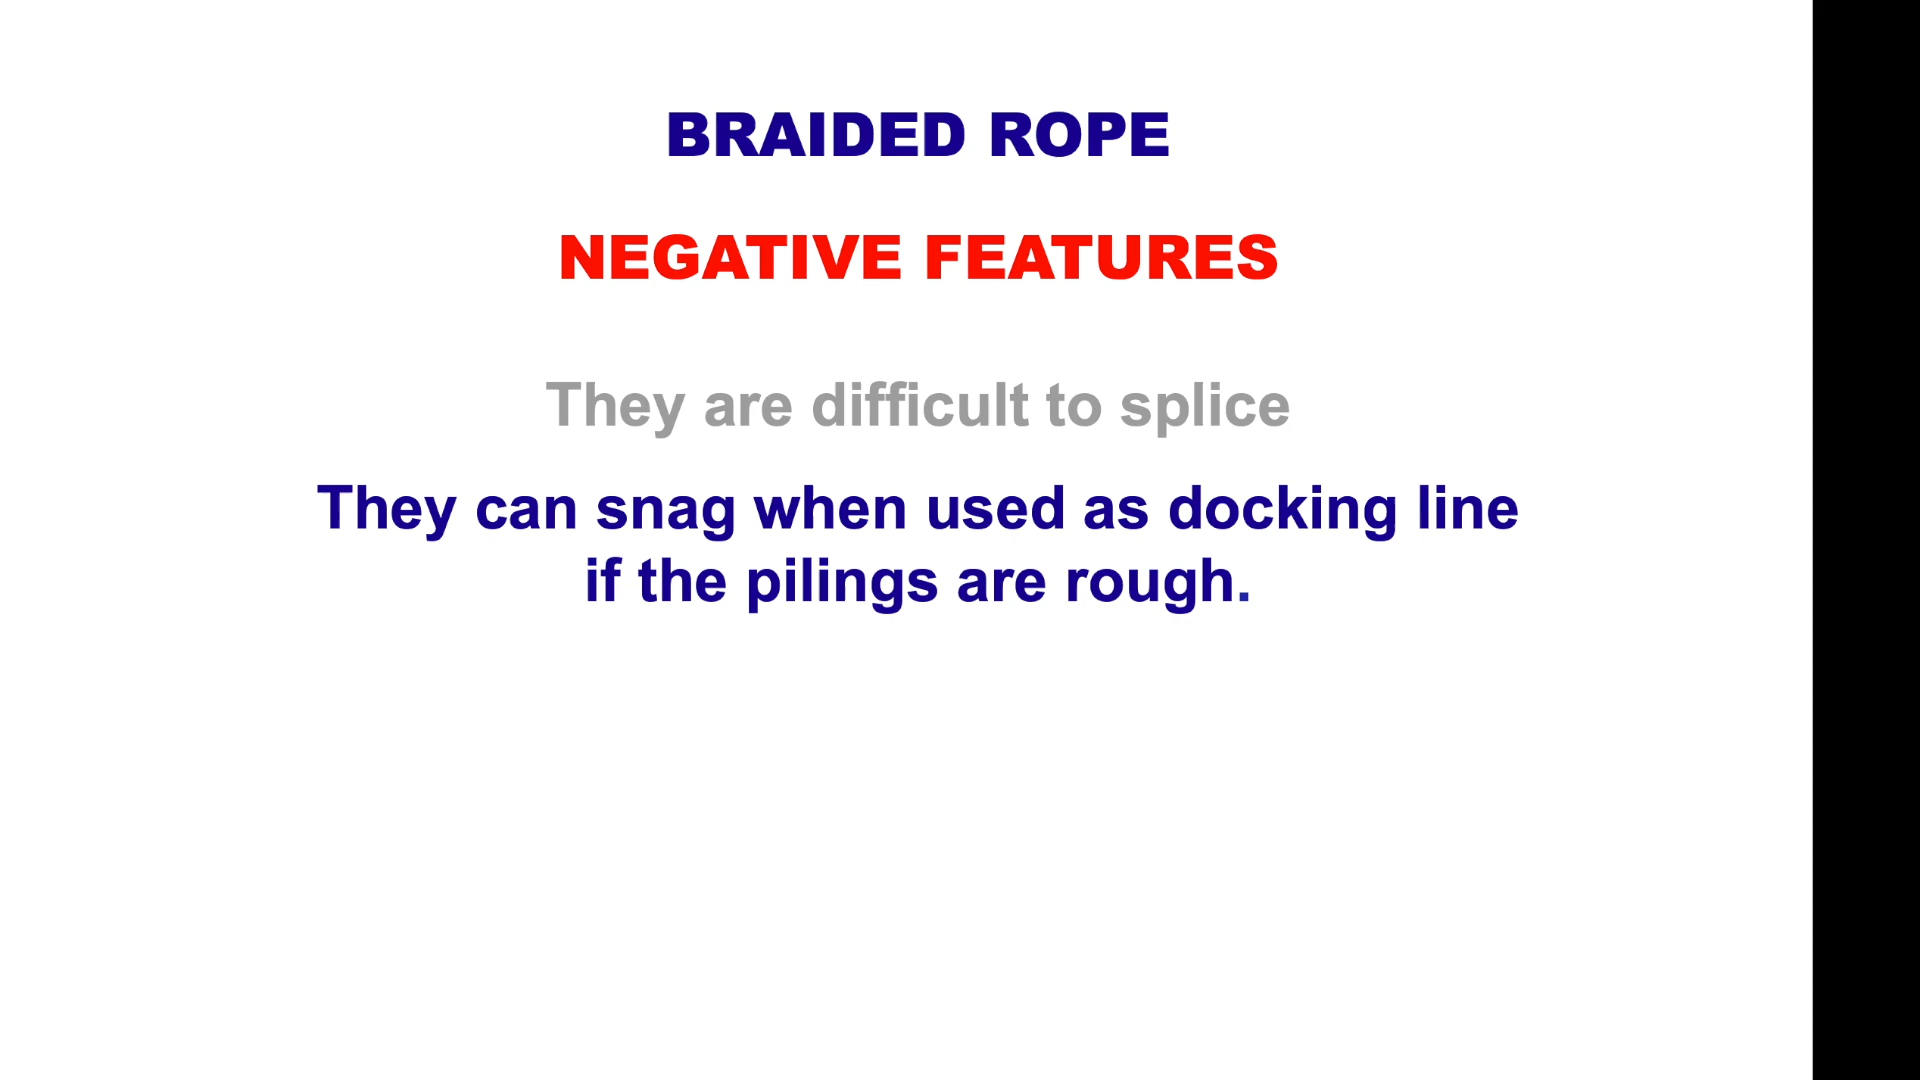 BRAIDED ROPE
NEGATIVE FEATURES
They are difficult to splice
They can snag when used as docking line
if the pilings are rough.